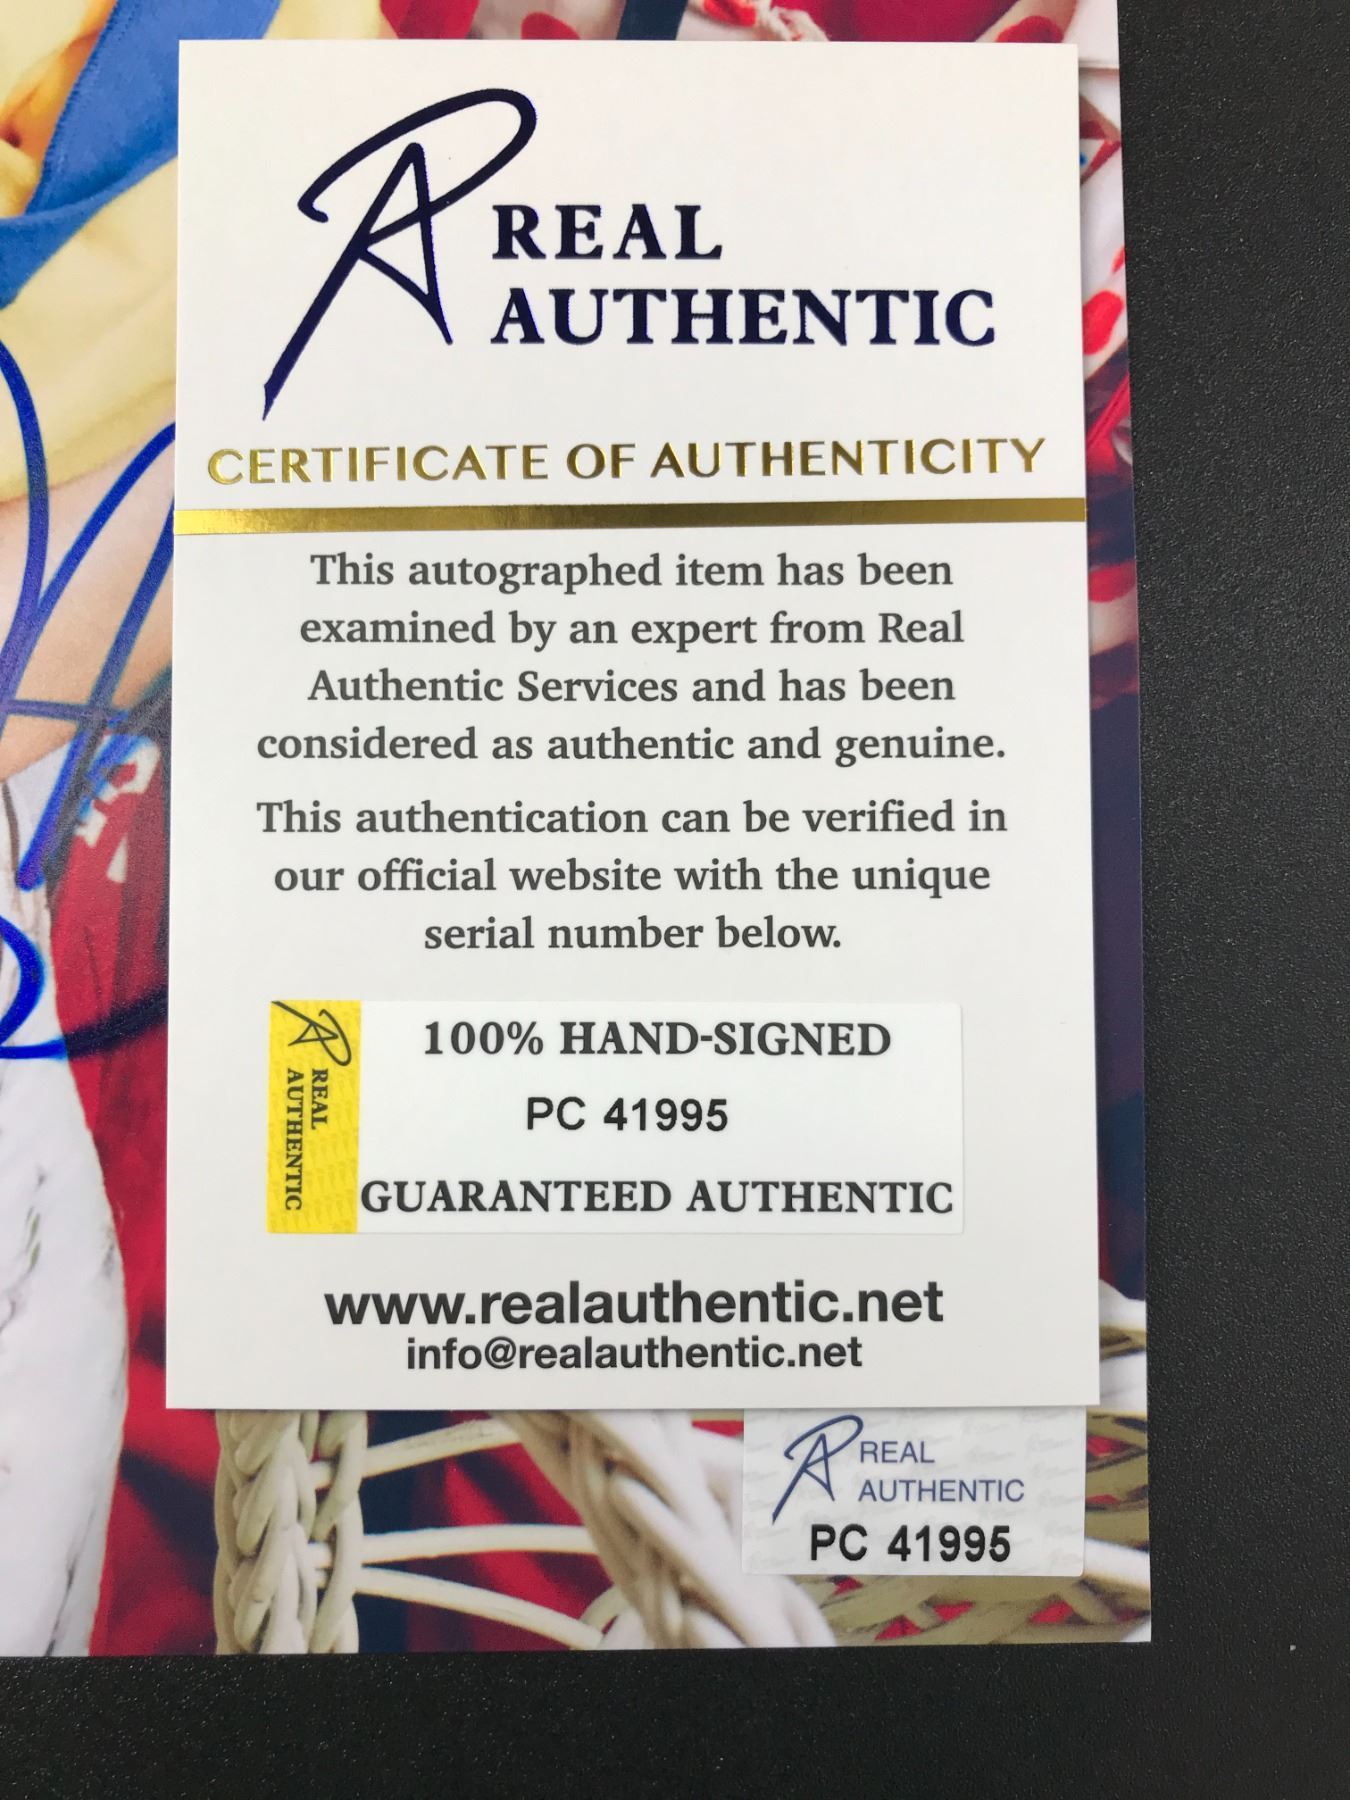 REAL
AUTHENTIC
CERTIFICATE OF AUTHENTICITY
This autographed item has been
examined by an expert from Real
Authentic Services and has been
considered as authentic and genuine.
This authentication can be verified in
our official website with the unique
serial number below.
REAL
AUTHENTIC
100% HAND-SIGNED
PC 41995
GUARANTEED AUTHENTIC
www.realauthentic.net
info@realauthentic.net
REAL
AUTHENTIC
PC 41995